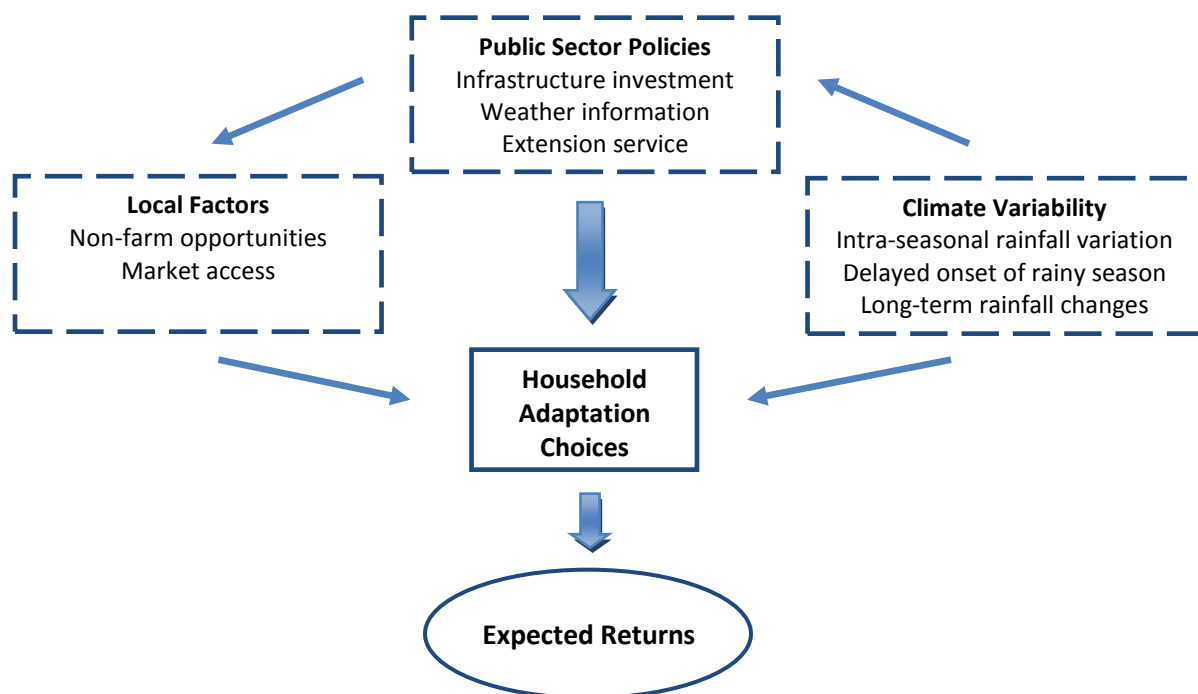 Public Sector Policies
Infrastructure investment
Weather information
Extension service
Local Factors
Non-farm opportunities
Market access
Climate Variability
Intra-seasonal rainfall variation
Delayed onset of rainy season
Long-term rainfall changes
Household
Adaptation
Choices
Expected Returns